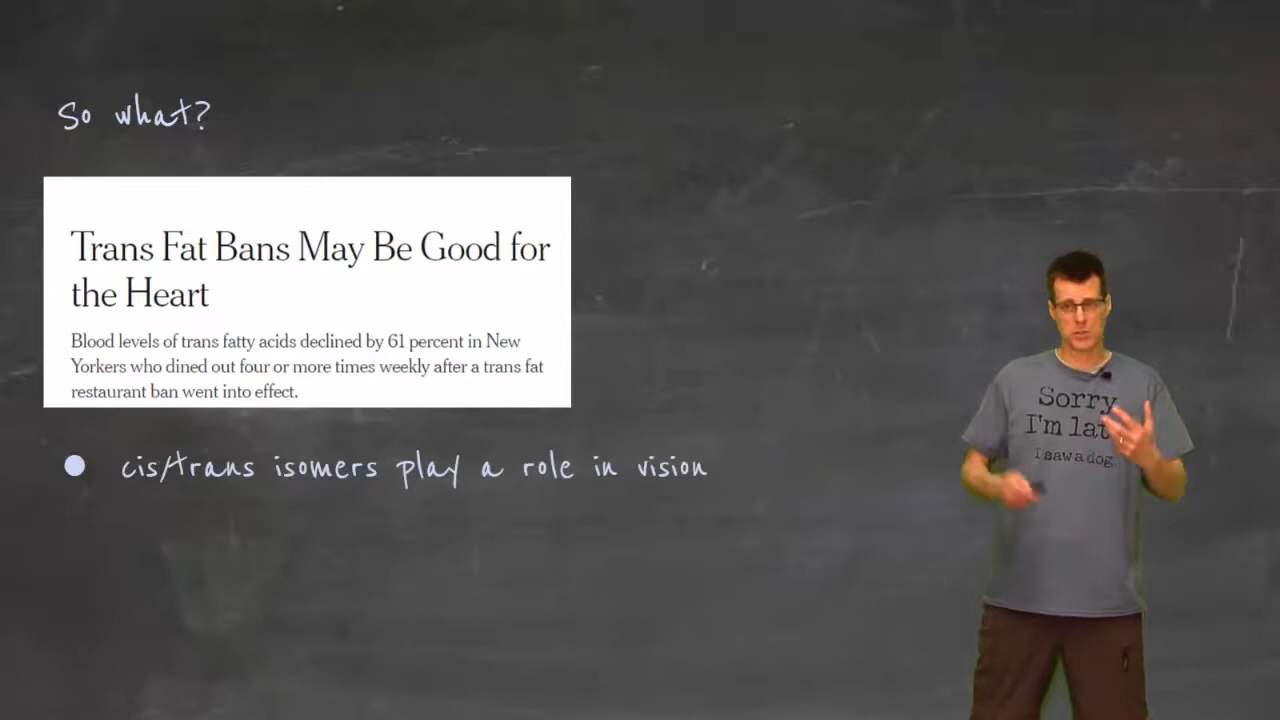 So what?
Trans Fat Bans May Be Good for
the Heart
Blood levels of trans fatty acids declined by 61 percent in New
Yorkers who dined out four or more times weekly after a trans fat
restaurant ban went into effect.
cis/trans isomers play a role in vision
Sorry
I'm lat
I saw a dog.